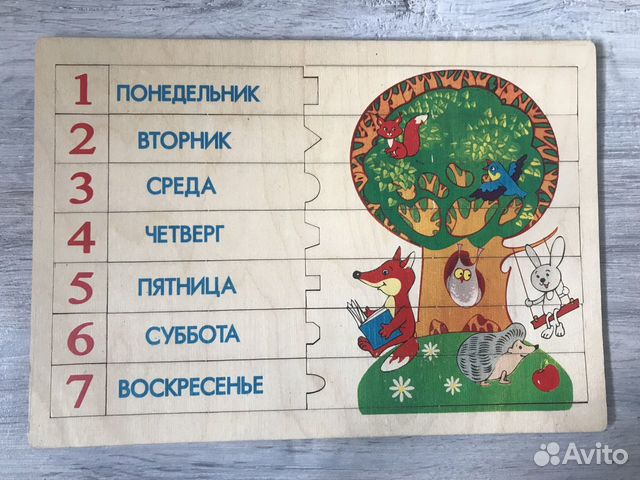 1 ПОНЕДЕЛЬНИК
2 ВТОРНИК
3 СРЕДА
4 ЧЕТВЕРГ
5 ПЯТНИЦА
6 СУББОТА
7 ВОСКРЕСЕНЬЕ
Avito